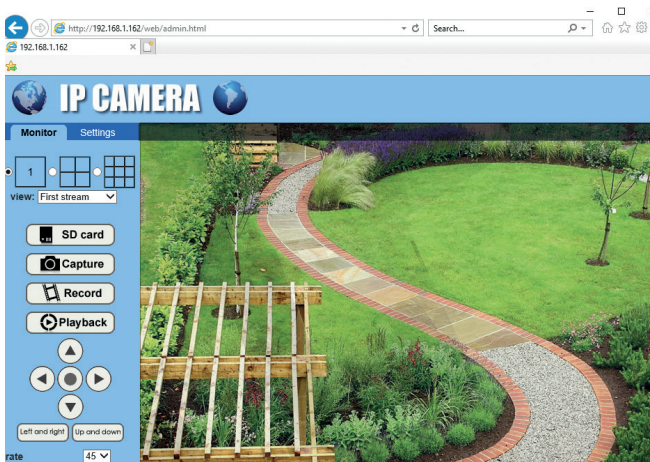 http://192.168.1.162/web/admin.html
Search...
192.168.1.162
IP CAMERA
Monitor Settings
1
view: First stream
SD card
Capture
Record
Playback
Left and right Up and down
rate 45